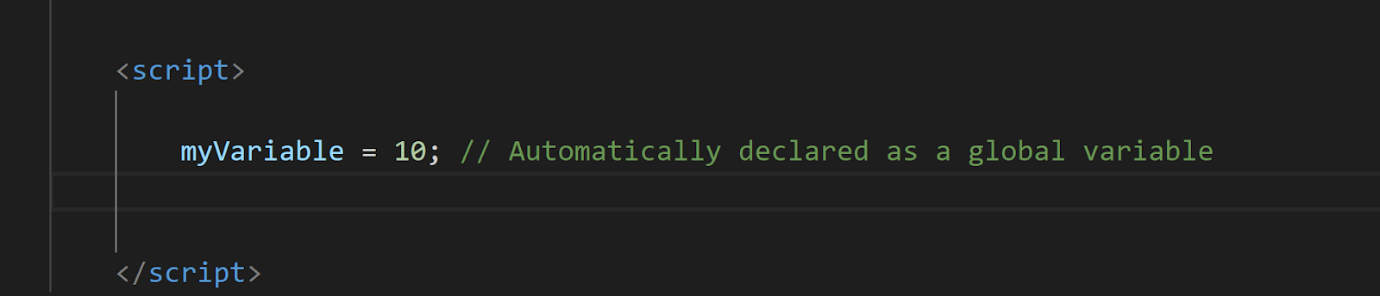 <script>
myVariable = 10; // Automatically declared as a global variable
</script>